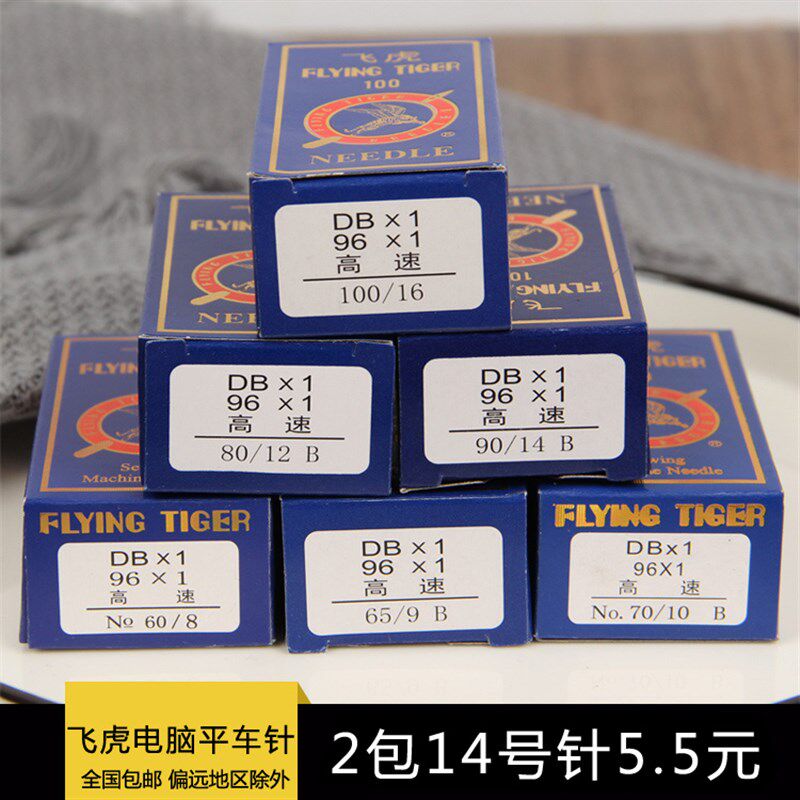 飞虎
FLYING TIGER
100
NEEDLE
DB×1
96×1
高速
100/16
NEEDLE
DB×1
96×1
高速
80/12 B
FLYING
DB×1
96×1
高速
90/14 B
FLYING TIGER
DB×1
96×1
高速
№ 60/8
DB×1
96×1
高速
65/9 B
TIGER
Needle
FLYING TIGER
DBx1
96X1
高速
No. 70/10 B
飞虎电脑平车针
全国包邮 偏远地区除外
2包14号针5.5元